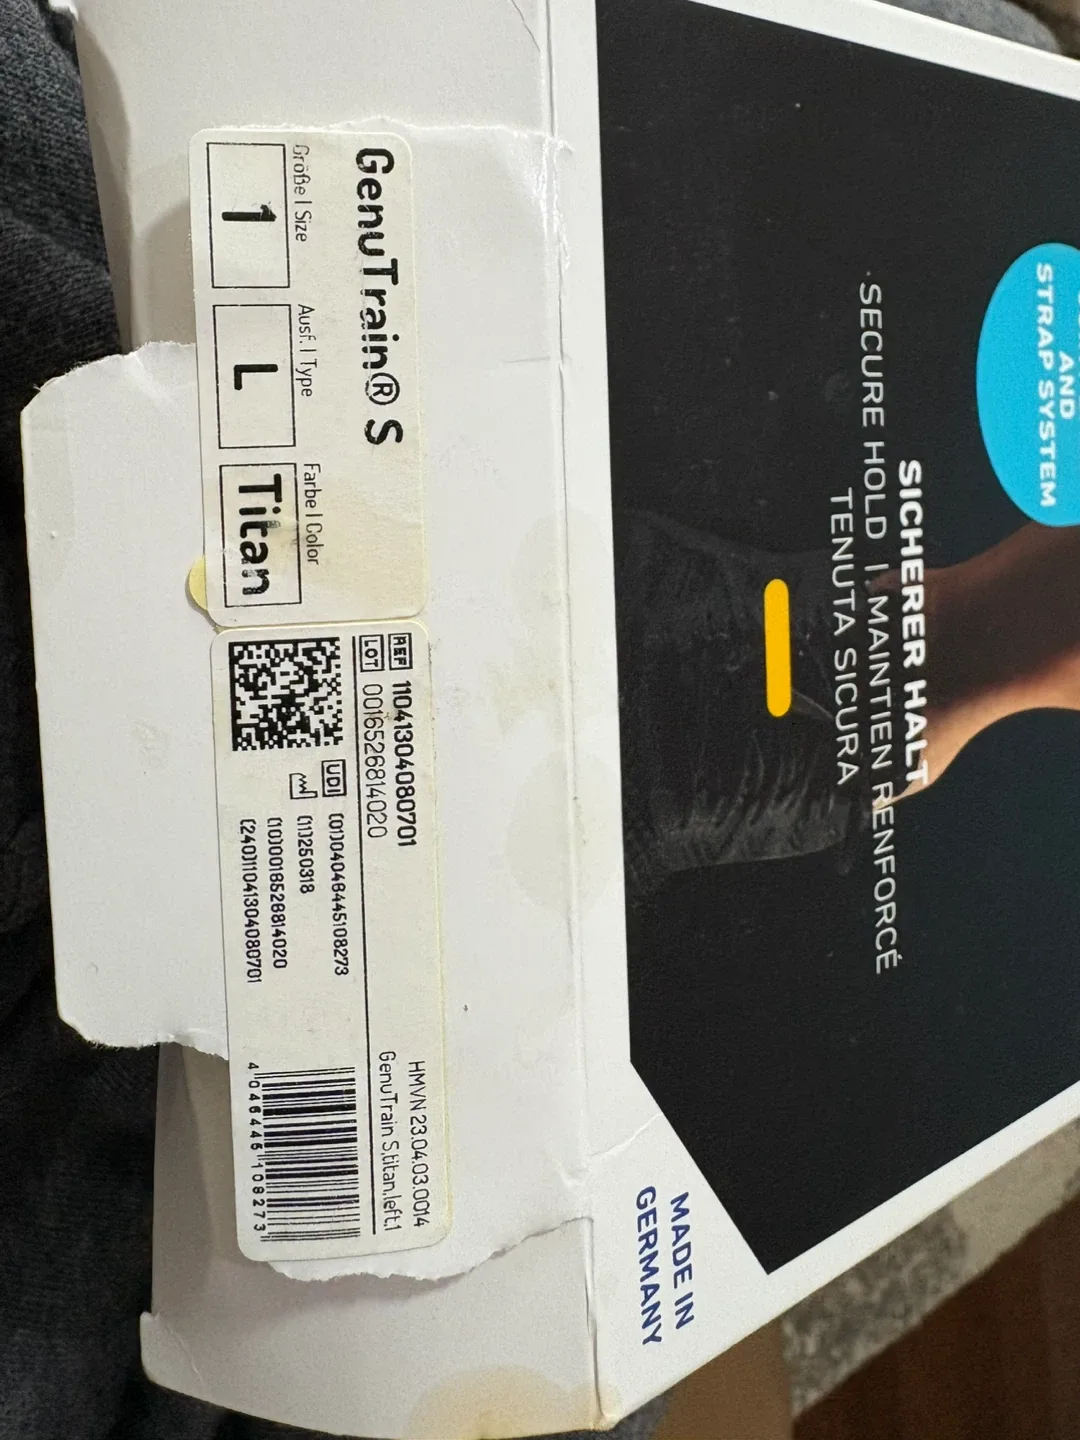 AND
STRAP SYSTEM
SICHERER HALT
SECURE HOLD | MAINTIEN RENFORCÉ
TENUTA SICURA
MADE IN
GERMANY
GenuTrain® S
Größe | Size
Ausf. | Type
Farbe | Color
1
L
Titan
REF 11041304080701
LOT 0016526814020
HMVN 23.04.03.0014
GenuTrain S,titan,left,1
UDI (01)04046445108273
(11)250318
(10)0016526814020
(240)11041304080701
4 046445 108273